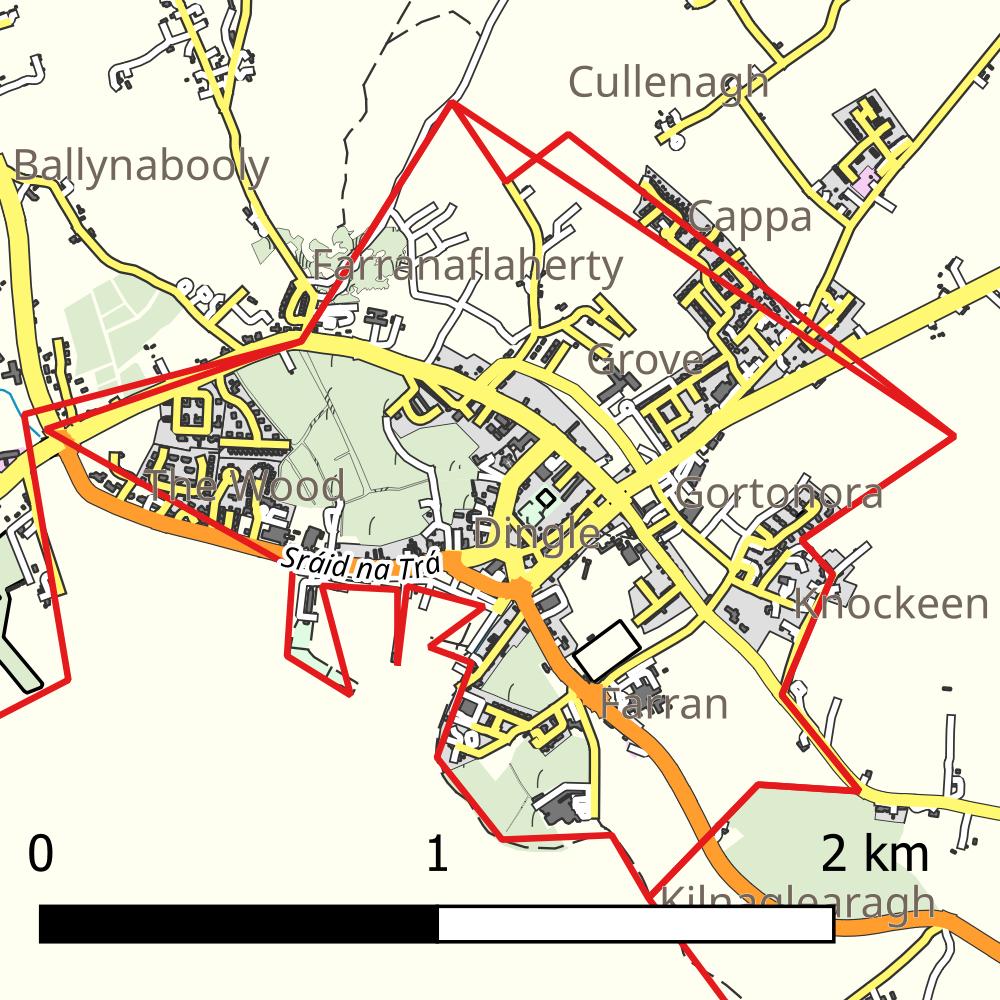 Cullenagh
Ballynabooly
Cappa
Farranaflaherty
Grove
The Wood
Gortonora
Dingle
Sráid na Trá
Knockeen
Farran
0 1 2 km
Kilnaglearagh